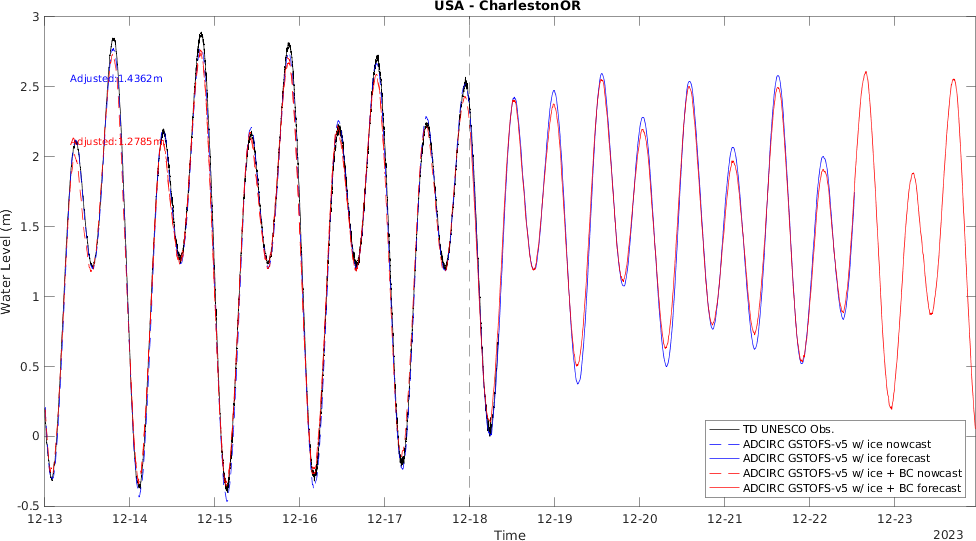 USA - CharlestonOR
3
2.5
2
1.5
1
0.5
0
-0.5
Water Level (m)
Adjusted:1.4362m
Adjusted:1.2785m
TD UNESCO Obs.
ADCIRC GSTOFS-v5 w/ ice nowcast
ADCIRC GSTOFS-v5 w/ ice forecast
ADCIRC GSTOFS-v5 w/ ice + BC nowcast
ADCIRC GSTOFS-v5 w/ ice + BC forecast
12-13 12-14 12-15 12-16 12-17 12-18 12-19 12-20 12-21 12-22 12-23
Time
2023